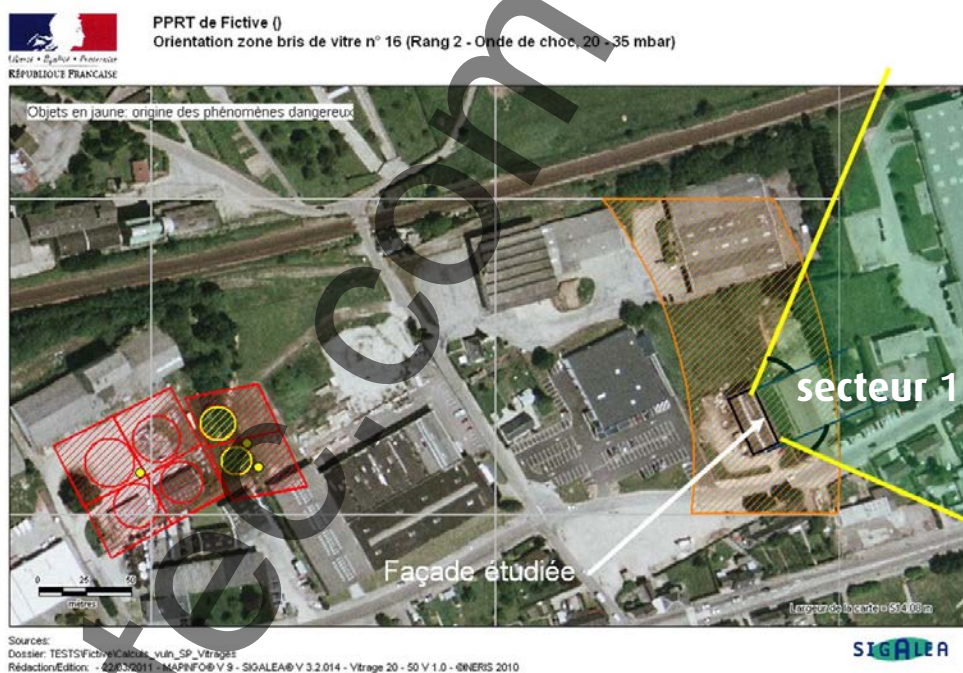 PPRT de Fictive ()
Orientation zone bris de vitre n° 16 (Rang 2 - Onde de choc, 20 - 35 mbar)
Liberté • Égalité • Fraternité
RÉPUBLIQUE FRANÇAISE
Objets en jaune: origine des phénomènes dangereux
secteur 1
Façade étudiée
0 25 50
mètres
Largeur de la carte = 514.08 m
Sources:
Dossier: TESTS\Fictive\Calculs_vuln_SP_Vitrages
Rédaction/Edition: - 22/03/2011 - MAPINFO® V 9 - SIGALEA® V 3.2.014 - Vitrage 20 - 50 V 1.0 - ©INERIS 2010
SIGALEA